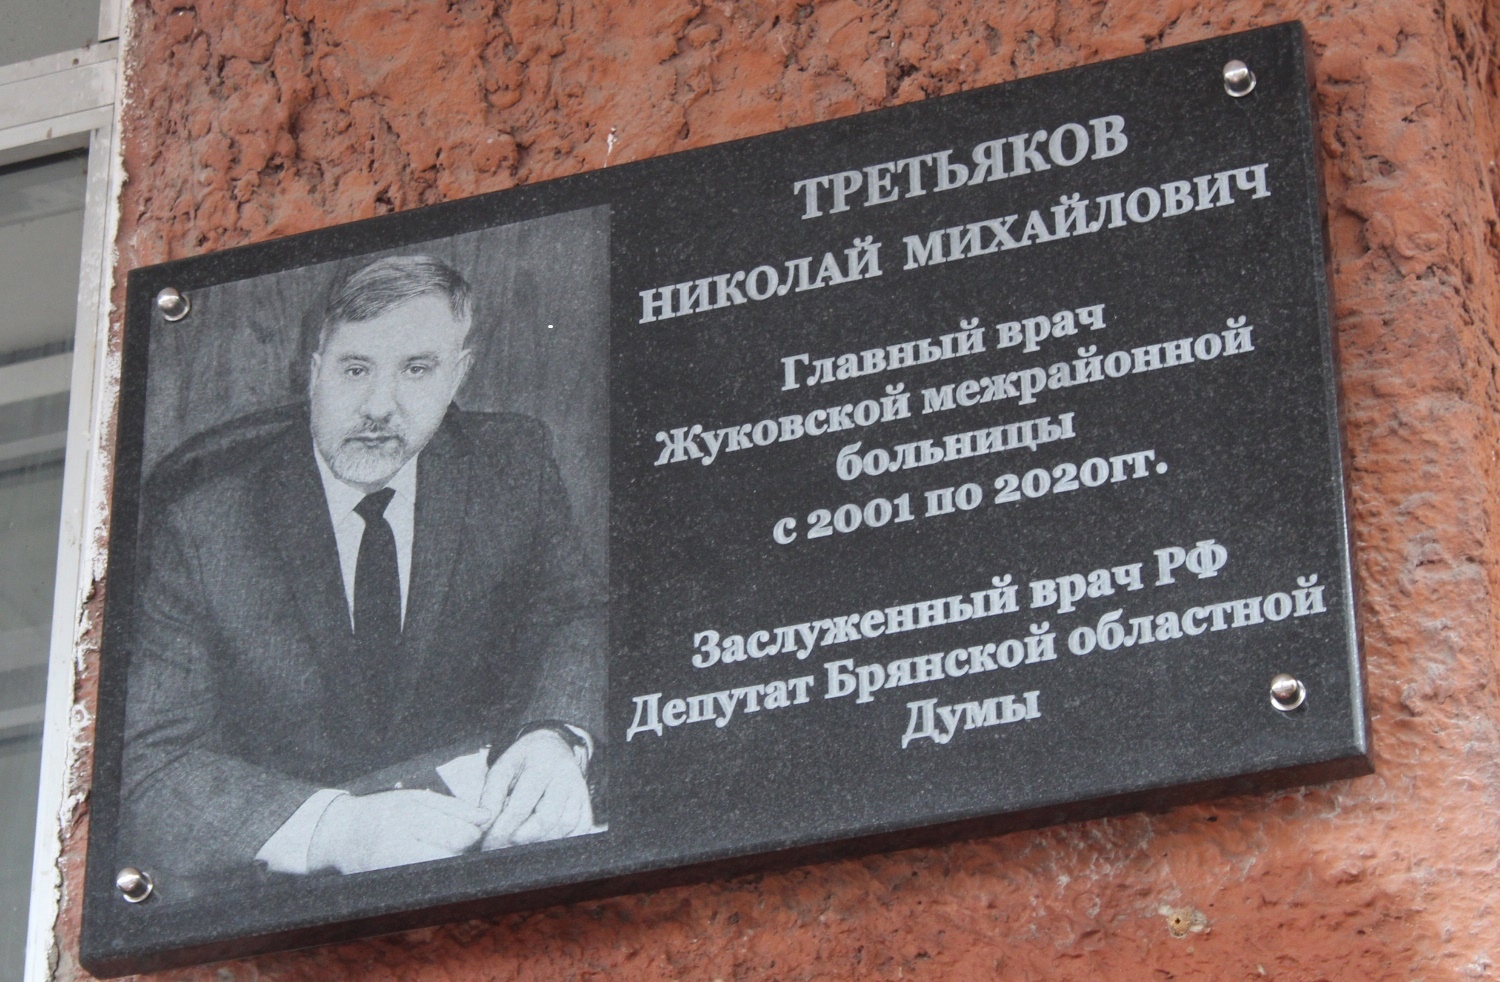 ТРЕТЬЯКОВ
НИКОЛАЙ МИХАЙЛОВИЧ
Главный врач
Жуковской межрайонной
больницы
с 2001 по 2020гг.
Заслуженный врач РФ
Депутат Брянской областной
Думы